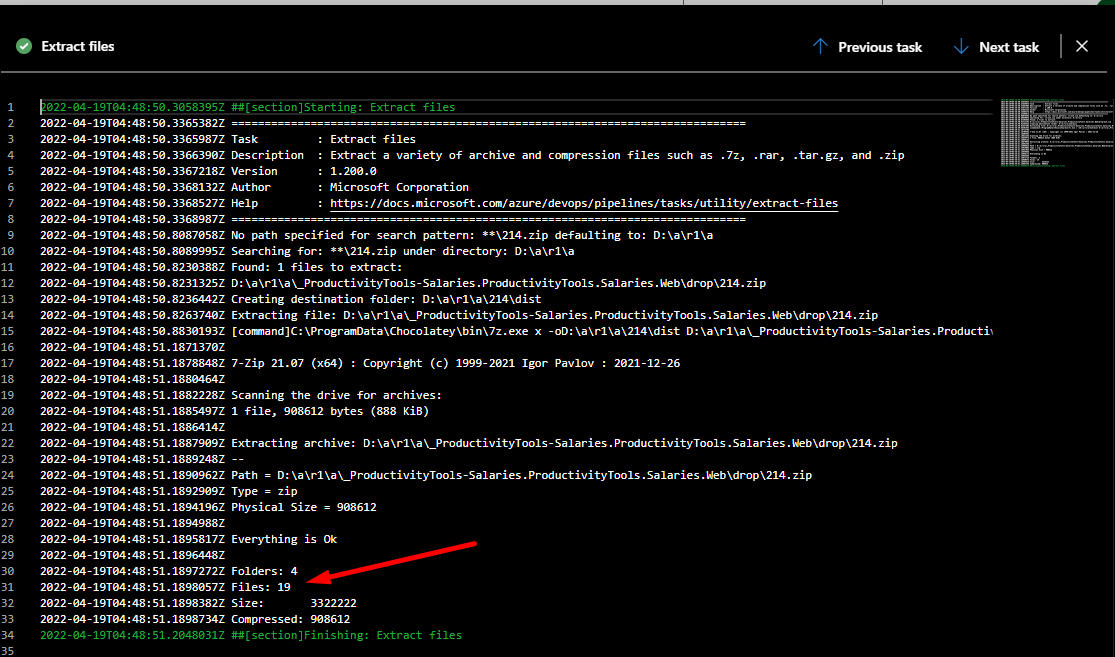 Extract files
Previous task
Next task
1 2022-04-19T04:48:50.3058395Z ##[section]Starting: Extract files
2 2022-04-19T04:48:50.3365382Z ==============================================================================
3 2022-04-19T04:48:50.3365987Z Task         : Extract files
4 2022-04-19T04:48:50.3366390Z Description  : Extract a variety of archive and compression files such as .7z, .rar, .tar.gz, and .zip
5 2022-04-19T04:48:50.3367218Z Version      : 1.200.0
6 2022-04-19T04:48:50.3368132Z Author       : Microsoft Corporation
7 2022-04-19T04:48:50.3368527Z Help         : https://docs.microsoft.com/azure/devops/pipelines/tasks/utility/extract-files
8 2022-04-19T04:48:50.3368987Z ==============================================================================
9 2022-04-19T04:48:50.8087058Z No path specified for search pattern: **\214.zip defaulting to: D:\a\r1\a
10 2022-04-19T04:48:50.8089995Z Searching for: **\214.zip under directory: D:\a\r1\a
11 2022-04-19T04:48:50.8230388Z Found: 1 files to extract:
12 2022-04-19T04:48:50.8231325Z D:\a\r1\a\_ProductivityTools-Salaries.ProductivityTools.Salaries.Web\drop\214.zip
13 2022-04-19T04:48:50.8236442Z Creating destination folder: D:\a\r1\a\214\dist
14 2022-04-19T04:48:50.8263740Z Extracting file: D:\a\r1\a\_ProductivityTools-Salaries.ProductivityTools.Salaries.Web\drop\214.zip
15 2022-04-19T04:48:50.8830193Z [command]C:\ProgramData\Chocolatey\bin\7z.exe x -oD:\a\r1\a\214\dist D:\a\r1\a\_ProductivityTools-Salaries.Producti
16 2022-04-19T04:48:51.1871370Z
17 2022-04-19T04:48:51.1878848Z 7-Zip 21.07 (x64) : Copyright (c) 1999-2021 Igor Pavlov : 2021-12-26
18 2022-04-19T04:48:51.1880464Z
19 2022-04-19T04:48:51.1882228Z Scanning the drive for archives:
20 2022-04-19T04:48:51.1885497Z 1 file, 908612 bytes (888 KiB)
21 2022-04-19T04:48:51.1886414Z
22 2022-04-19T04:48:51.1887909Z Extracting archive: D:\a\r1\a\_ProductivityTools-Salaries.ProductivityTools.Salaries.Web\drop\214.zip
23 2022-04-19T04:48:51.1889248Z --
24 2022-04-19T04:48:51.1890962Z Path = D:\a\r1\a\_ProductivityTools-Salaries.ProductivityTools.Salaries.Web\drop\214.zip
25 2022-04-19T04:48:51.1892909Z Type = zip
26 2022-04-19T04:48:51.1894196Z Physical Size = 908612
27 2022-04-19T04:48:51.1894988Z
28 2022-04-19T04:48:51.1895817Z Everything is Ok
29 2022-04-19T04:48:51.1896448Z
30 2022-04-19T04:48:51.1897272Z Folders: 4
31 2022-04-19T04:48:51.1898057Z Files: 19
32 2022-04-19T04:48:51.1898382Z Size:       3322222
33 2022-04-19T04:48:51.1898734Z Compressed: 908612
34 2022-04-19T04:48:51.2048031Z ##[section]Finishing: Extract files
35